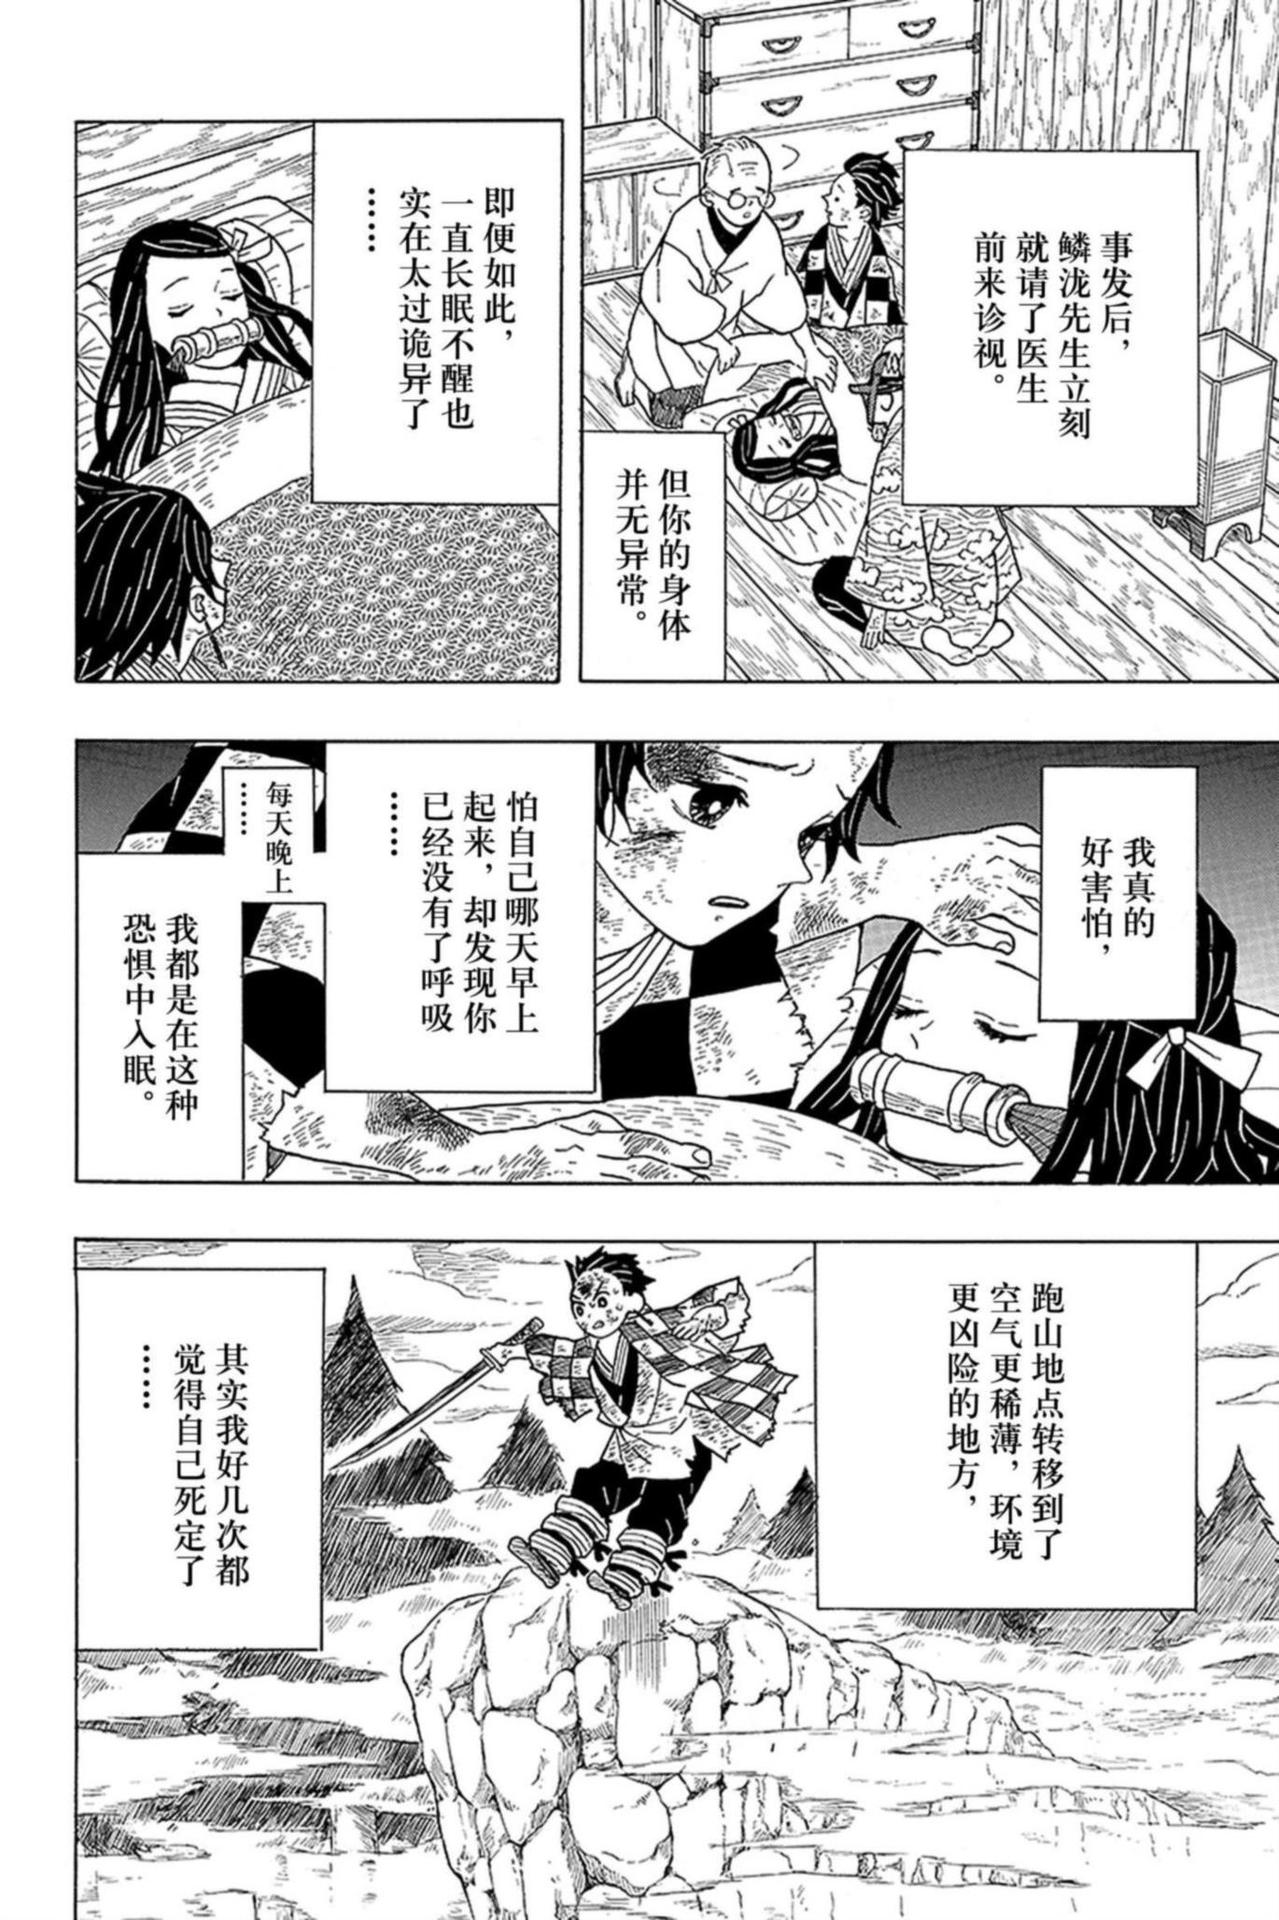 事发后，
鳞泷先生立刻
就请了医生
前来诊视。
但你的身体
并无异常。
即便如此，
一直长眠不醒也
实在太过诡异了
……
我真的
好害怕，
怕自己哪天早上
起来，却发现你
已经没有了呼吸
……
每天晚上
……
我都是在这种
恐惧中入眠。
跑山地点转移到了
空气更稀薄，环境
更凶险的地方，
其实我好几次都
觉得自己死定了
……